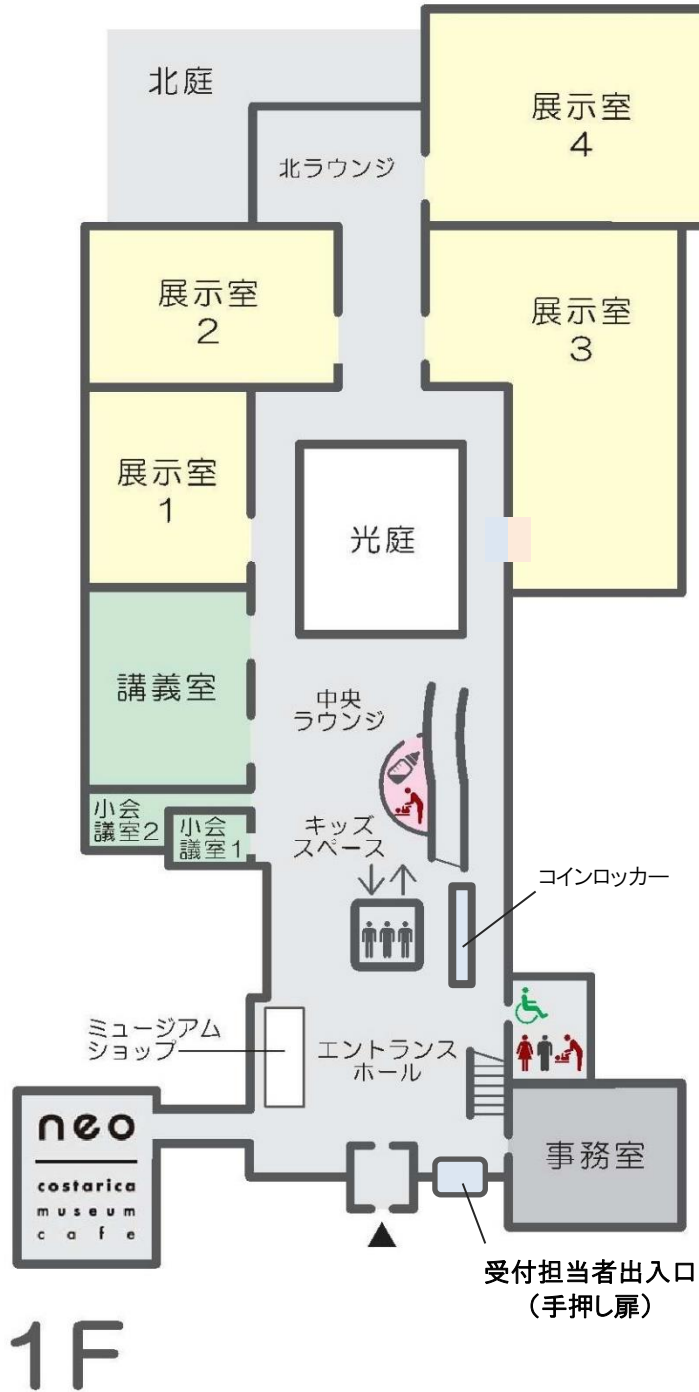 北庭
展示室
4
北ラウンジ
展示室
2
展示室
3
展示室
1
光庭
講義室
中央
ラウンジ
小会
議室2
小会
議室1
キッズ
スペース
コインロッカー
ミュージアム
ショップ
エントランス
ホール
neo
costarica
museum
cafe
事務室
受付担当者出入口
（手押し扉）
1F